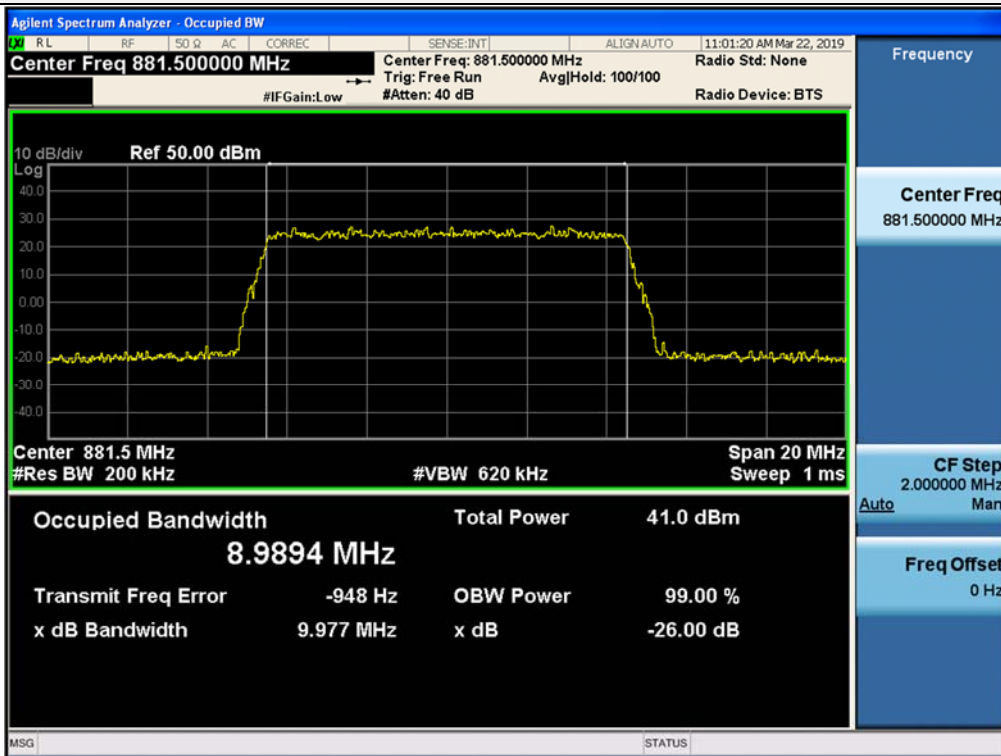 Agilent Spectrum Analyzer - Occupied BW
LXI RL RF 50 Ω AC CORREC SENSE:INT ALIGNAUTO 11:01:20 AM Mar 22, 2019
Center Freq 881.500000 MHz
Center Freq: 881.500000 MHz
Radio Std: None
Trig: Free Run Avg|Hold: 100/100
#IFGain:Low
#Atten: 40 dB
Radio Device: BTS
10 dB/div Ref 50.00 dBm
Log
40.0
30.0
20.0
10.0
0.00
-10.0
-20.0
-30.0
-40.0
Center 881.5 MHz
Span 20 MHz
#Res BW 200 kHz
#VBW 620 kHz
Sweep 1 ms
Occupied Bandwidth
8.9894 MHz
Total Power 41.0 dBm
Transmit Freq Error -948 Hz
OBW Power 99.00 %
x dB Bandwidth 9.977 MHz
x dB -26.00 dB
MSG
STATUS
Frequency
Center Freq
881.500000 MHz
CF Step
2.000000 MHz
Auto Man
Freq Offset
0 Hz